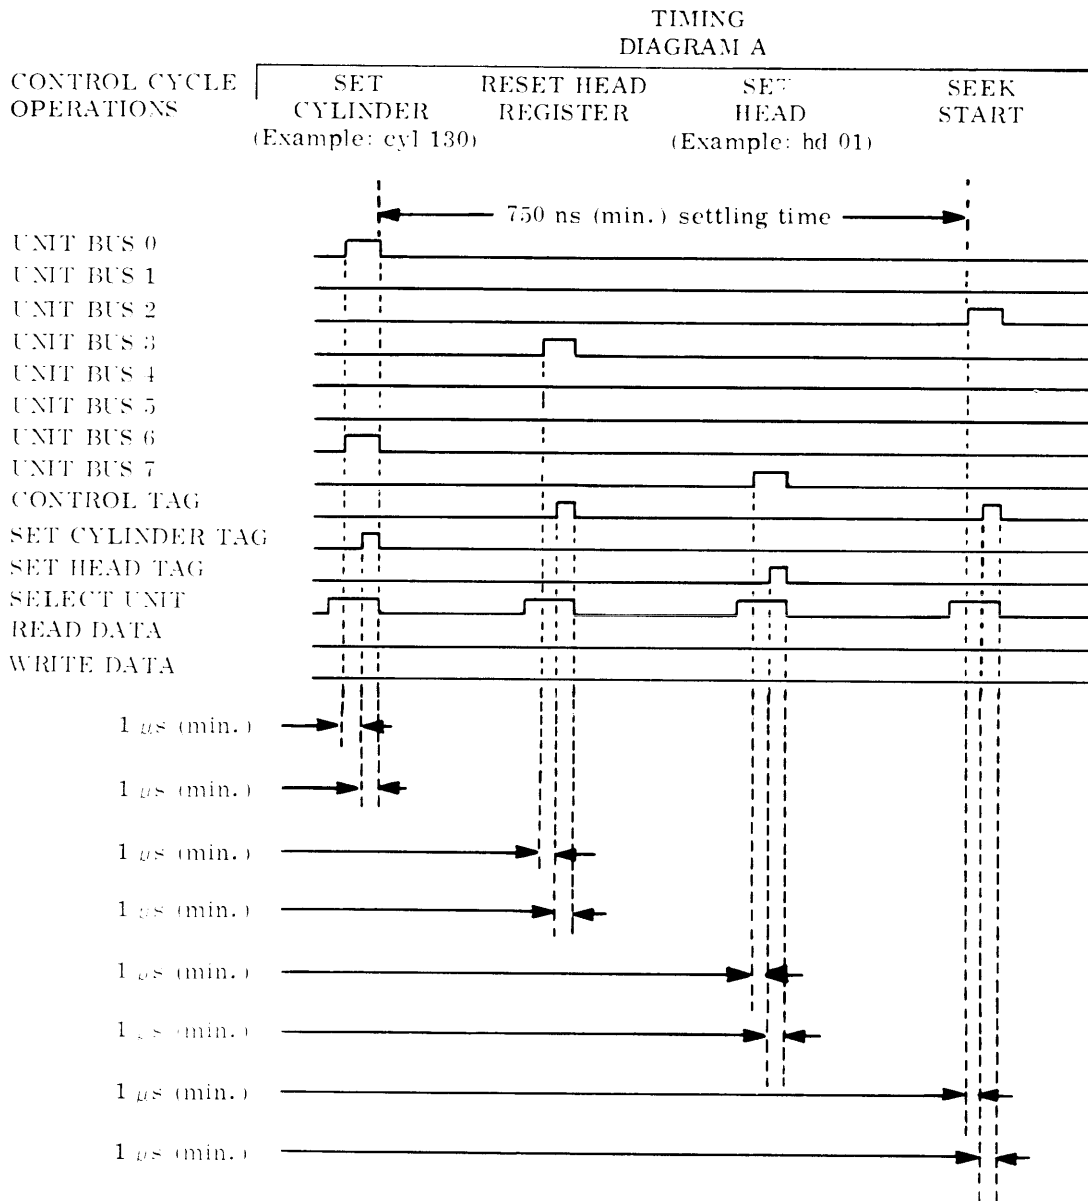 TIMING
DIAGRAM A
CONTROL CYCLE
OPERATIONS
SET
CYLINDER
(Example: cyl 130)
RESET HEAD
REGISTER
SET
HEAD
(Example: hd 01)
SEEK
START
750 ns (min.) settling time
UNIT BUS 0
UNIT BUS 1
UNIT BUS 2
UNIT BUS 3
UNIT BUS 4
UNIT BUS 5
UNIT BUS 6
UNIT BUS 7
CONTROL TAG
SET CYLINDER TAG
SET HEAD TAG
SELECT UNIT
READ DATA
WRITE DATA
1 μs (min.)
1 μs (min.)
1 μs (min.)
1 μs (min.)
1 μs (min.)
1 μs (min.)
1 μs (min.)
1 μs (min.)